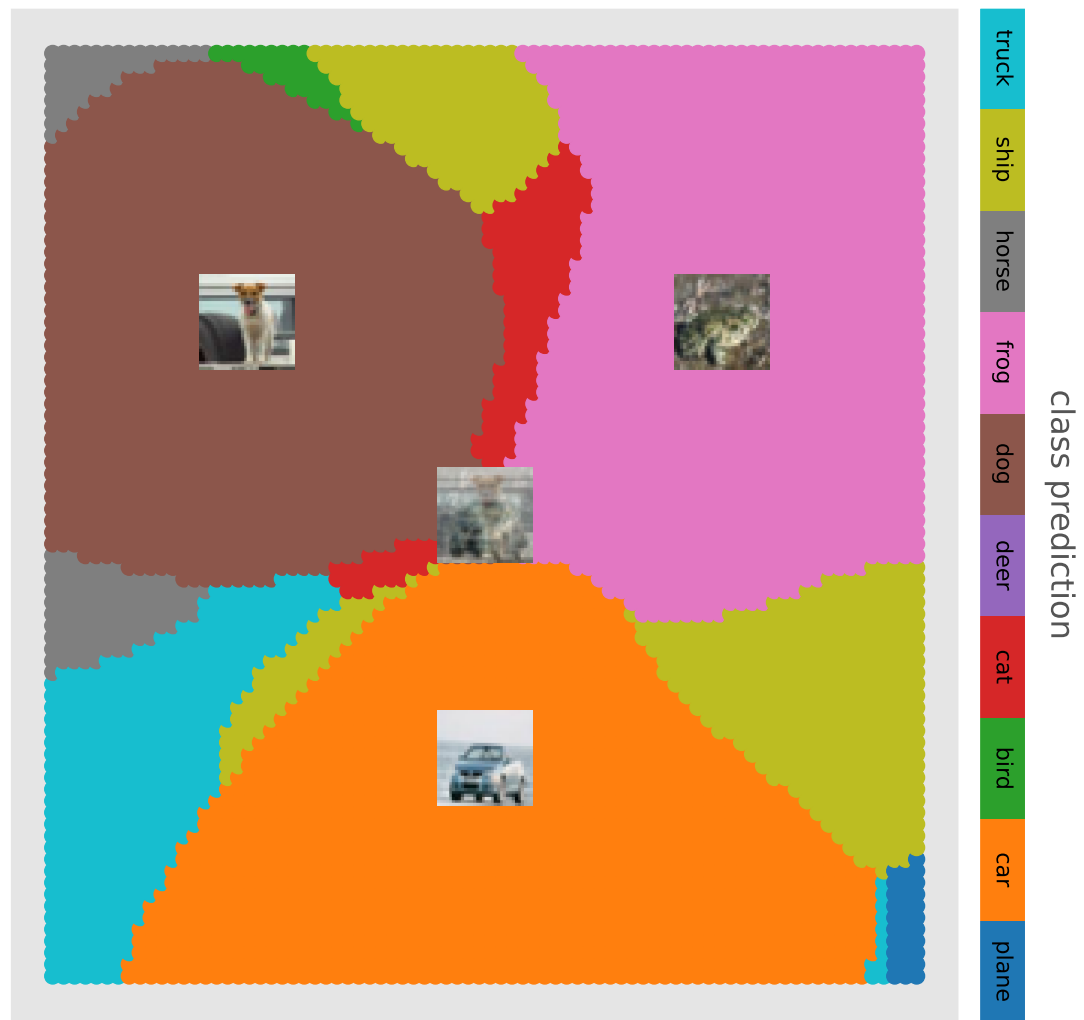 truck
ship
horse
frog
dog
deer
cat
bird
car
plane
class prediction